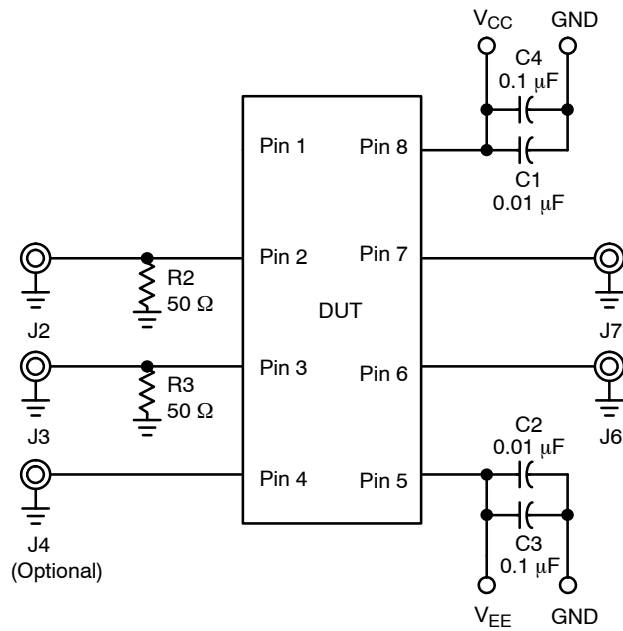 V_CC GND
C4
0.1 μF
C1
0.01 μF
Pin 1 Pin 8
Pin 2 Pin 7
R2
50 Ω
DUT
J2 J7
Pin 3 Pin 6
R3
50 Ω
J3 J6
C2
0.01 μF
Pin 4 Pin 5
C3
0.1 μF
J4
(Optional)
V_EE GND